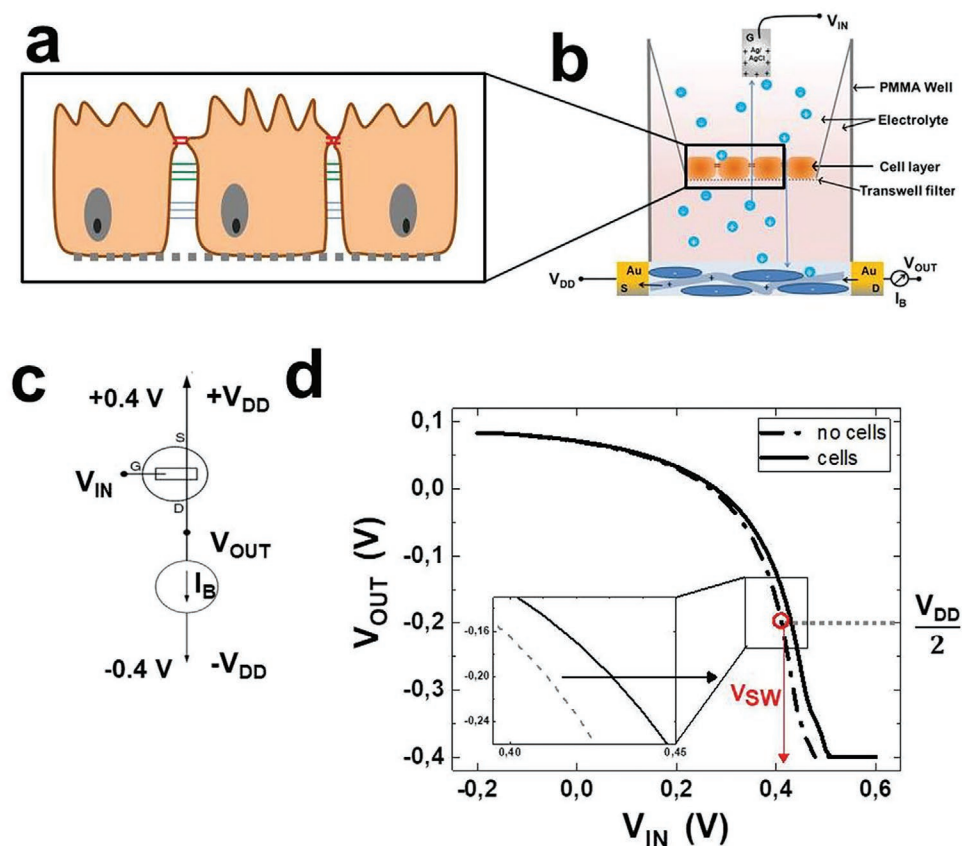 a
b
V_IN
G
Ag/
AgCl
+ + + +
PMMA Well
Electrolyte
Cell layer
Transwell filter
V_DD
Au
S
Au
D
V_OUT
I_B
c
+0.4 V
+V_DD
S
G
V_IN
D
V_OUT
I_B
-0.4 V
-V_DD
d
0,1
0,0
-0,1
-0,2
-0,3
-0,4
V_OUT (V)
no cells
cells
-0,16
-0,20
-0,24
0,40
0,45
V_SW
V_DD
2
-0,2
0,0
0,2
0,4
0,6
V_IN (V)